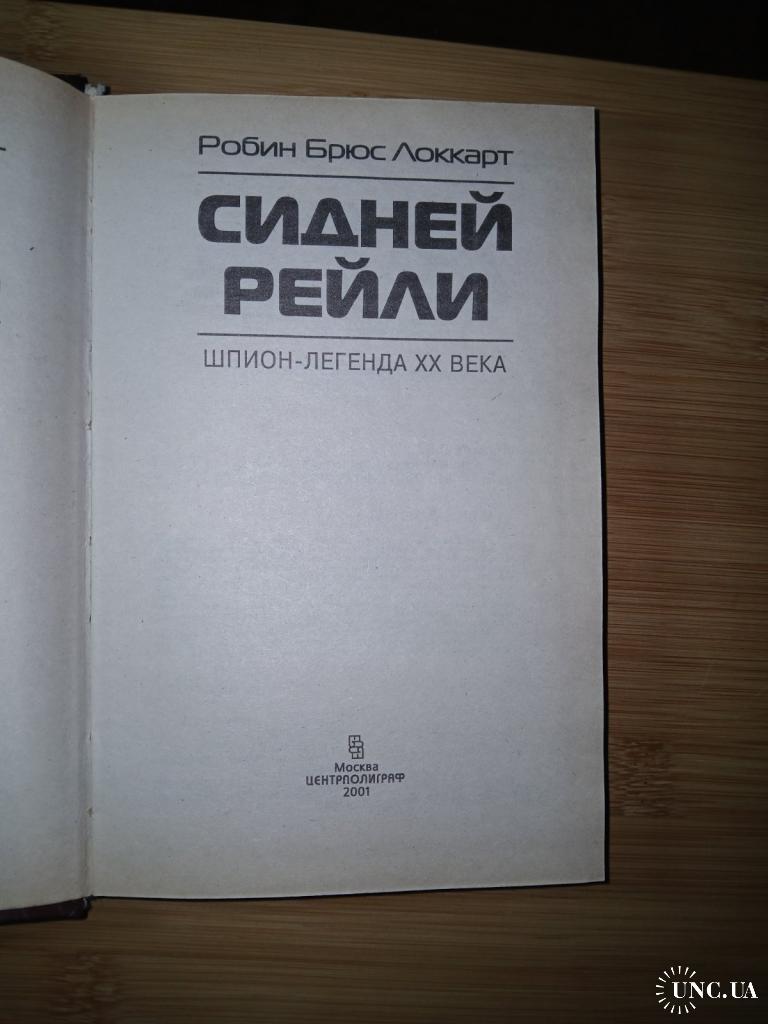 Робин Брюс Локкарт
СИДНЕЙ
РЕЙЛИ
ШПИОН-ЛЕГЕНДА XX ВЕКА
Москва
ЦЕНТРПОЛИГРАФ
2001
UNC.UA